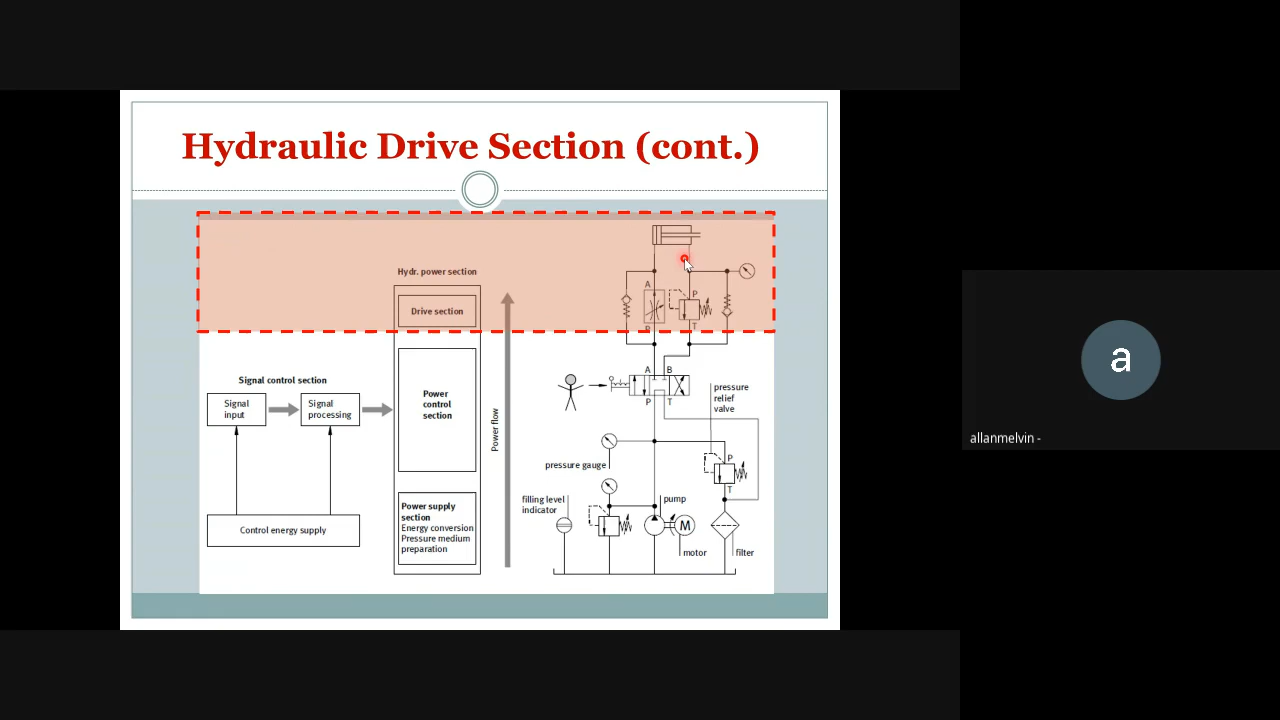 Hydraulic Drive Section (cont.)
Hydr. power section
Drive section
A
P
B
T
Signal control section
Signal
input
Signal
processing
Power
control
section
Power flow
A B
P T
pressure
relief
valve
pressure gauge
P
T
filling level
indicator
pump
M
motor
filter
Power supply
section
Energy conversion
Pressure medium
preparation
Control energy supply
a
allanmelvin -